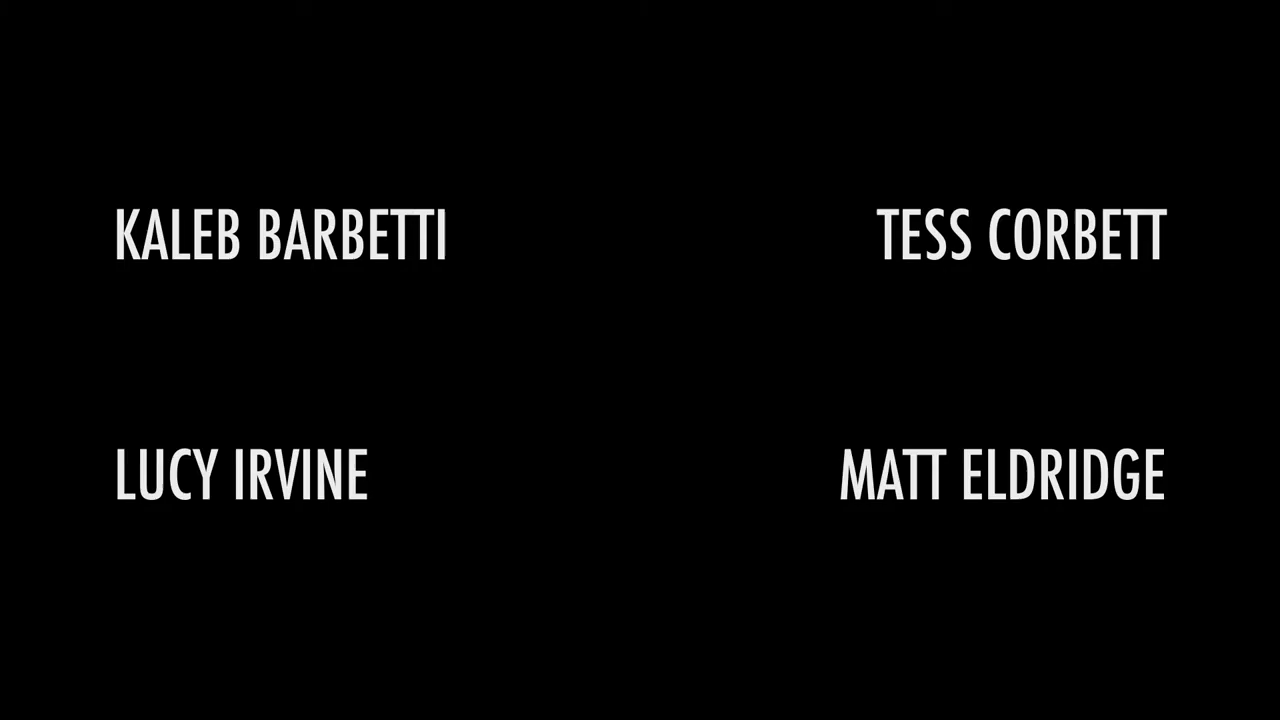 KALEB BARBETTI
TESS CORBETT
LUCY IRVINE
MATT ELDRIDGE